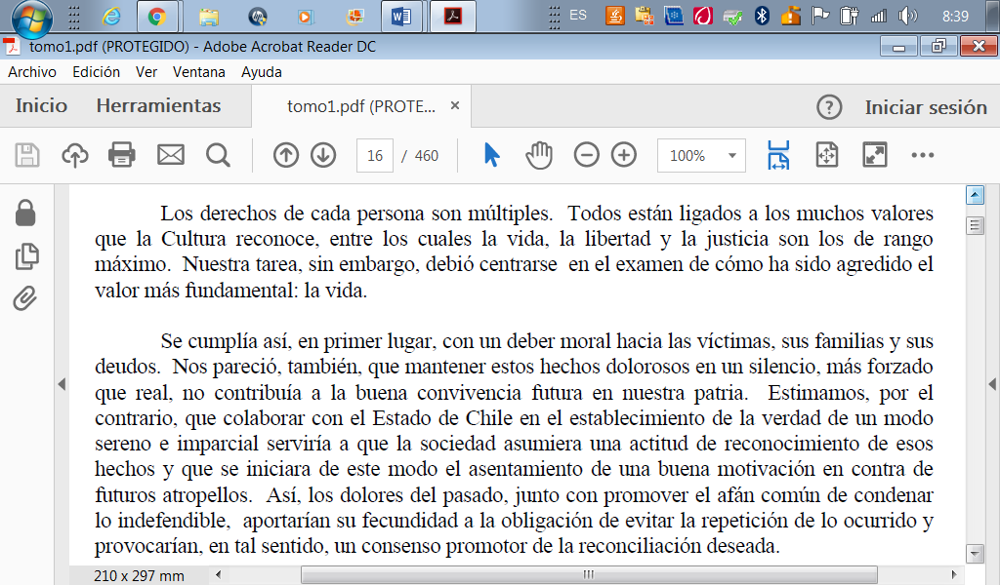 ES
8:39
tomo1.pdf (PROTEGIDO) - Adobe Acrobat Reader DC
Archivo Edición Ver Ventana Ayuda
Inicio Herramientas tomo1.pdf (PROTE... × ? Iniciar sesión
16 / 460 100%
Los derechos de cada persona son múltiples. Todos están ligados a los muchos valores
que la Cultura reconoce, entre los cuales la vida, la libertad y la justicia son los de rango
máximo. Nuestra tarea, sin embargo, debió centrarse en el examen de cómo ha sido agredido el
valor más fundamental: la vida.
Se cumplía así, en primer lugar, con un deber moral hacia las víctimas, sus familias y sus
deudos. Nos pareció, también, que mantener estos hechos dolorosos en un silencio, más forzado
que real, no contribuía a la buena convivencia futura en nuestra patria. Estimamos, por el
contrario, que colaborar con el Estado de Chile en el establecimiento de la verdad de un modo
sereno e imparcial serviría a que la sociedad asumiera una actitud de reconocimiento de esos
hechos y que se iniciara de este modo el asentamiento de una buena motivación en contra de
futuros atropellos. Así, los dolores del pasado, junto con promover el afán común de condenar
lo indefendible, aportarían su fecundidad a la obligación de evitar la repetición de lo ocurrido y
provocarían, en tal sentido, un consenso promotor de la reconciliación deseada.
210 x 297 mm